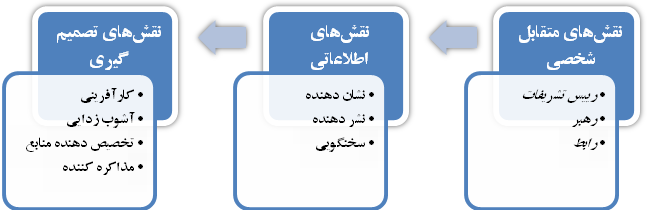 نقش‌های متقابل
شخصی
• رییس تشریفات
• رهبر
• رابط
نقش‌های
اطلاعاتی
• نشان دهنده
• نشر دهنده
• سخنگویی
نقش‌های تصمیم
گیری
• کارآفرینی
• آشوب زدایی
• تخصیص دهنده منابع
• مذاکره کننده